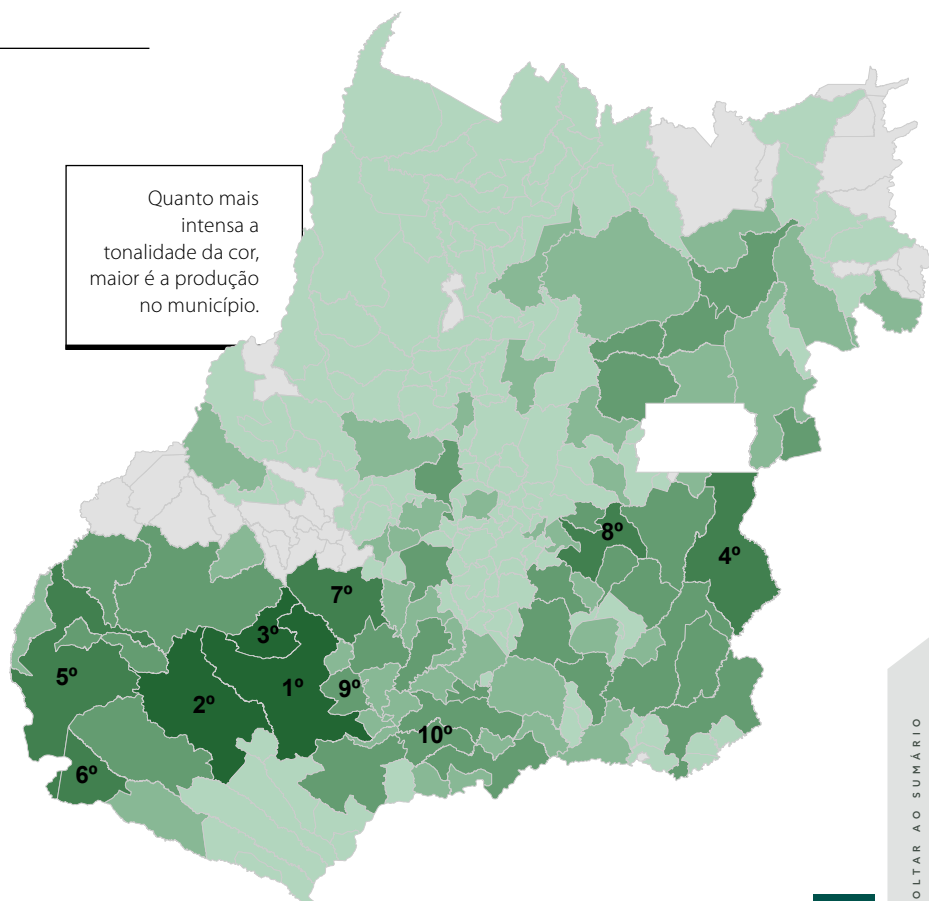 Quanto mais
intensa a
tonalidade da cor,
maior é a produção
no município.
8º
4º
7º
3º
5º
1º
9º
2º
10º
6º
OLTAR AO SUMÁRIO